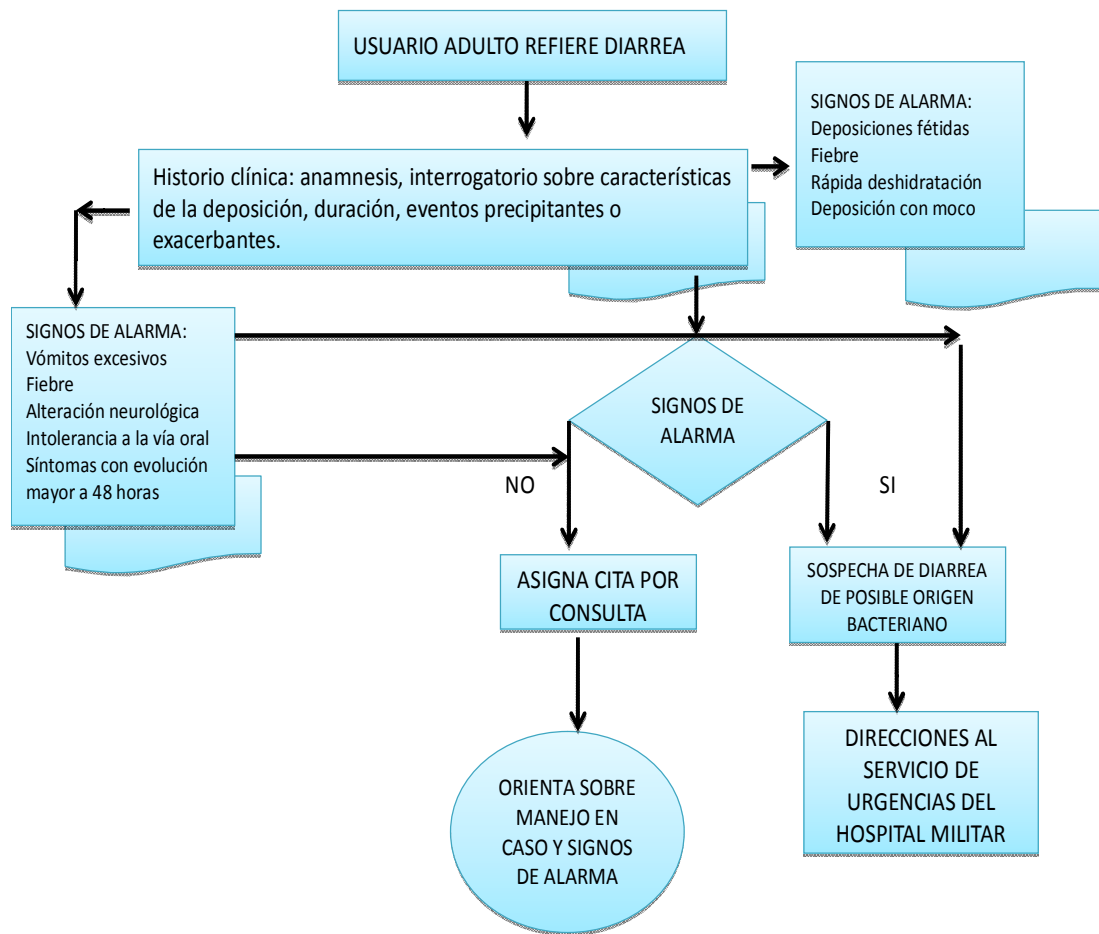 USUARIO ADULTO REFIERE DIARREA
SIGNOS DE ALARMA:
Deposiciones fétidas
Fiebre
Rápida deshidratación
Deposición con moco
Historio clínica: anamnesis, interrogatorio sobre características
de la deposición, duración, eventos precipitantes o
exacerbantes.
SIGNOS DE ALARMA:
Vómitos excesivos
Fiebre
Alteración neurológica
Intolerancia a la vía oral
Síntomas con evolución
mayor a 48 horas
SIGNOS DE
ALARMA
NO
SI
ASIGNA CITA POR
CONSULTA
SOSPECHA DE DIARREA
DE POSIBLE ORIGEN
BACTERIANO
ORIENTA SOBRE
MANEJO EN
CASO Y SIGNOS
DE ALARMA
DIRECCIONES AL
SERVICIO DE
URGENCIAS DEL
HOSPITAL MILITAR